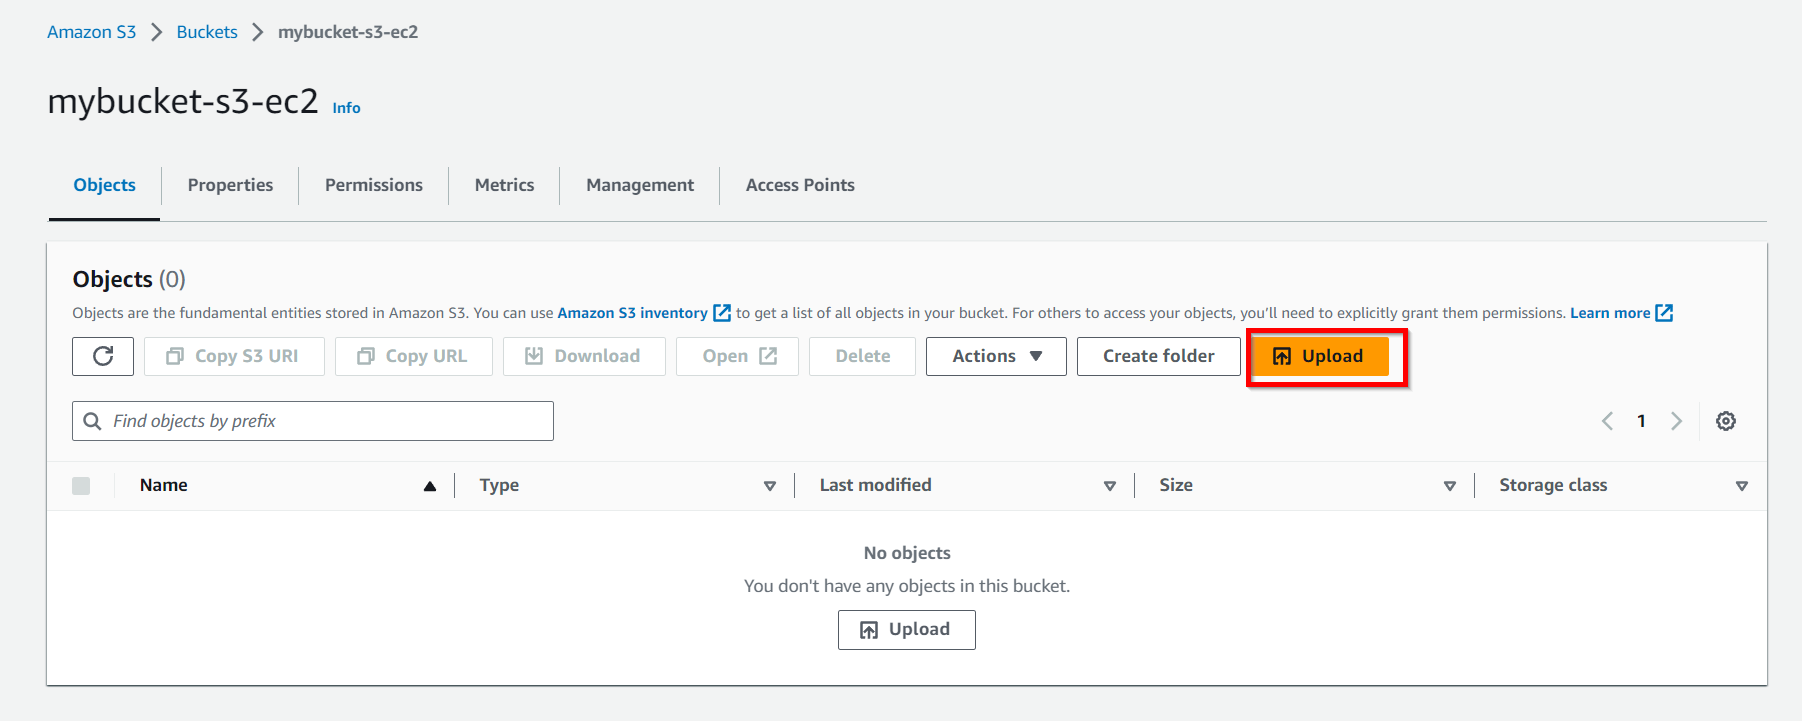 Amazon S3 Buckets mybucket-s3-ec2
mybucket-s3-ec2 Info
Objects Properties Permissions Metrics Management Access Points
Objects (0)
Objects are the fundamental entities stored in Amazon S3. You can use Amazon S3 inventory to get a list of all objects in your bucket. For others to access your objects, you'll need to explicitly grant them permissions. Learn more
Copy S3 URI Copy URL Download Open Delete Actions Create folder Upload
Find objects by prefix 1
Name Type Last modified Size Storage class
No objects
You don't have any objects in this bucket.
Upload